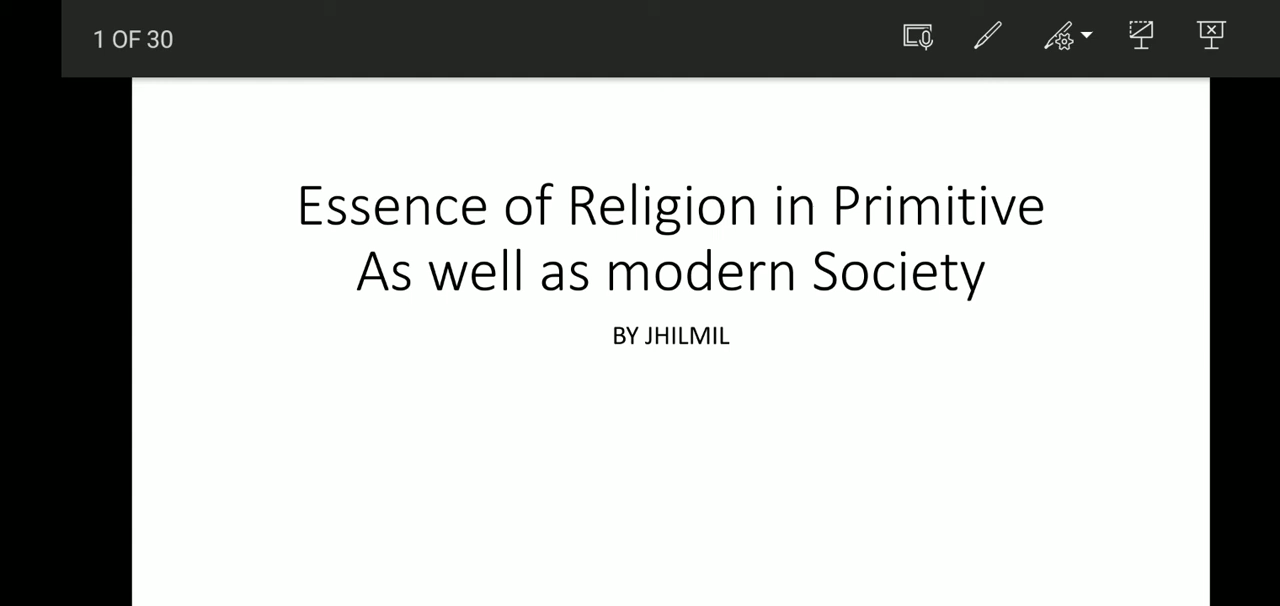 1 OF 30
Essence of Religion in Primitive
As well as modern Society
BY JHILMIL